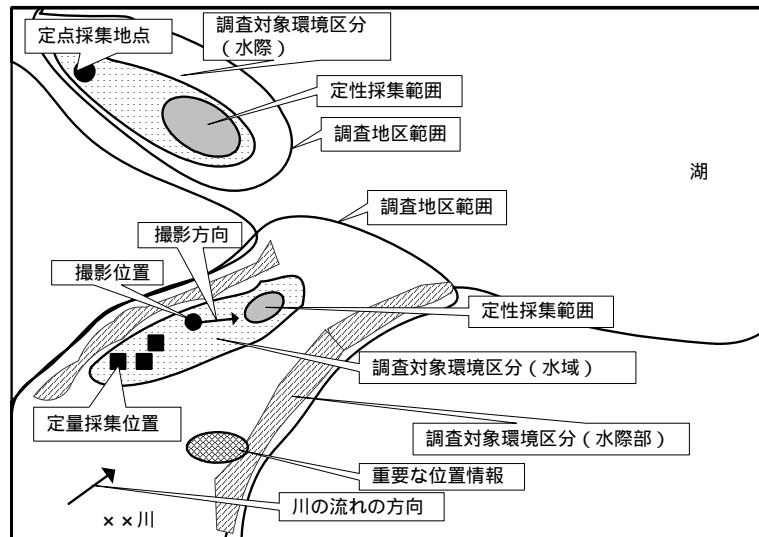 定点採集地点
調査対象環境区分
（水際）
定性採集範囲
調査地区範囲
湖
調査地区範囲
撮影方向
撮影位置
定性採集範囲
調査対象環境区分（水域）
定量採集位置
調査対象環境区分（水際部）
重要な位置情報
川の流れの方向
××川